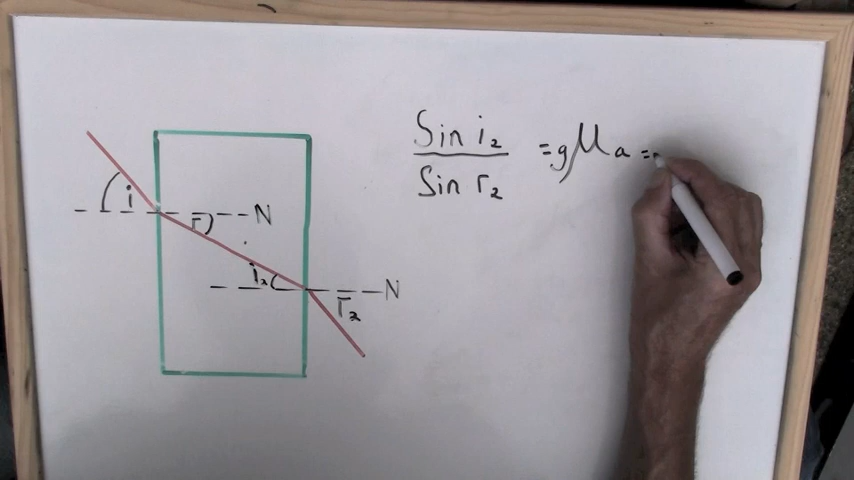 Sin i₂ = gμa =
Sin r₂
i
r
N
i₂
N
r₂